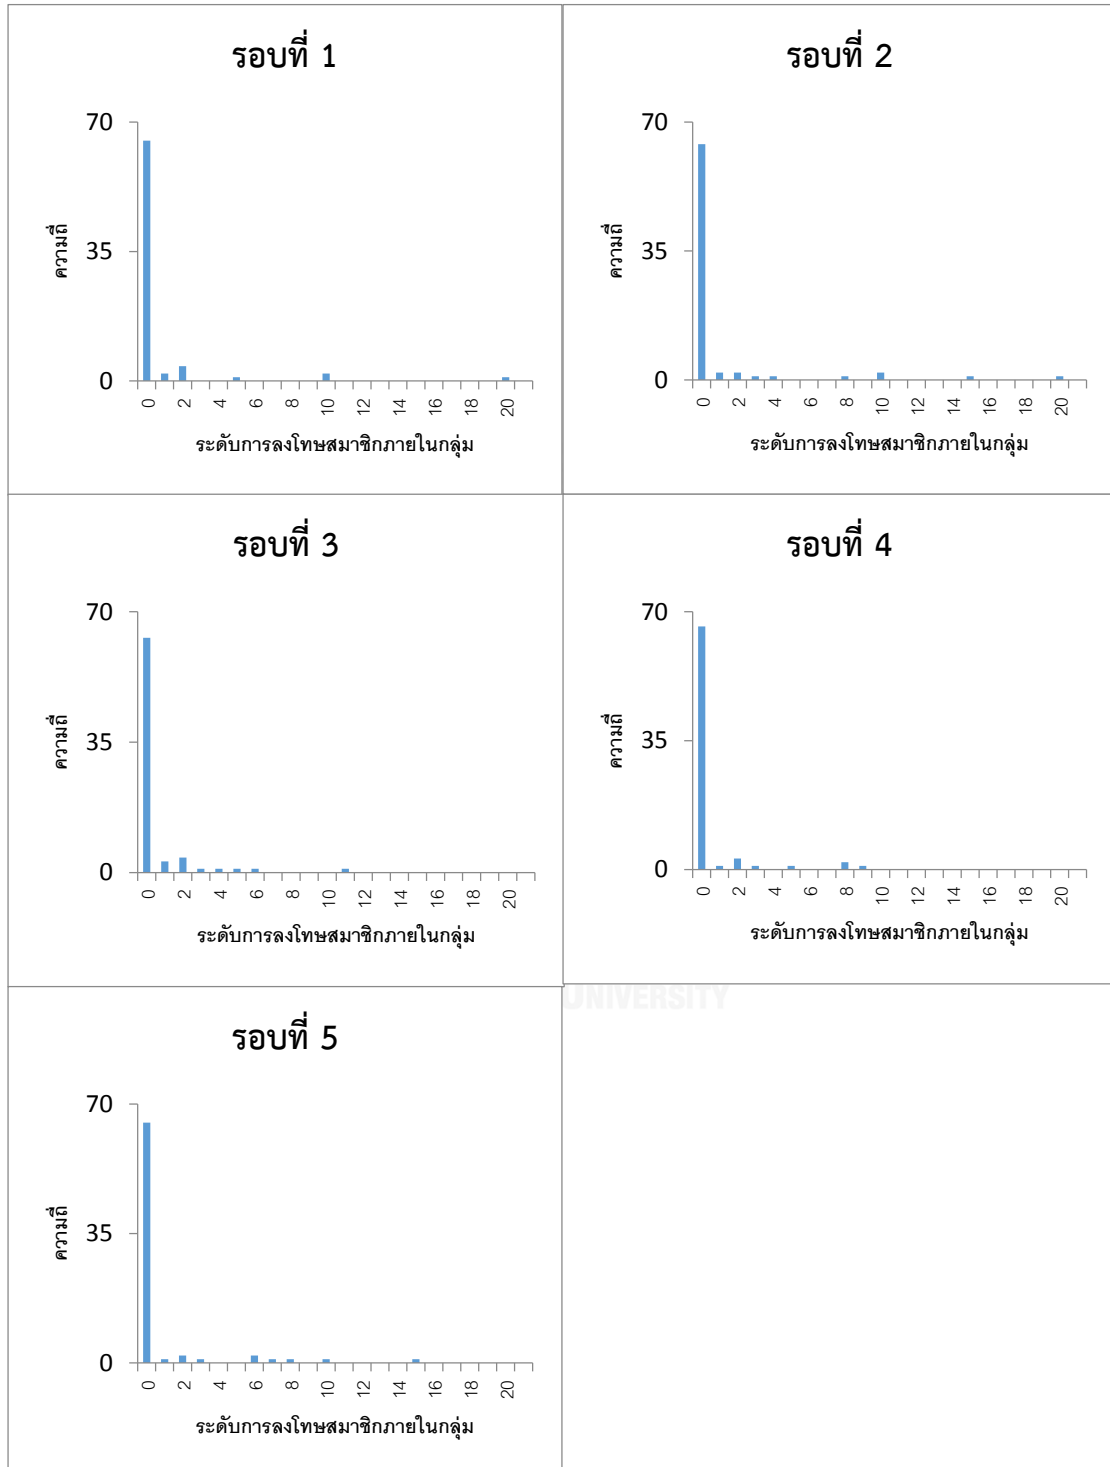 รอบที่ 1
70
35
0
ความถี่
0 2 4 6 8 10 12 14 16 18 20
ระดับการลงโทษสมาชิกภายในกลุ่ม
รอบที่ 2
70
35
0
ความถี่
0 2 4 6 8 10 12 14 16 18 20
ระดับการลงโทษสมาชิกภายในกลุ่ม
รอบที่ 3
70
35
0
ความถี่
0 2 4 6 8 10 12 14 16 18 20
ระดับการลงโทษสมาชิกภายในกลุ่ม
รอบที่ 4
70
35
0
ความถี่
0 2 4 6 8 10 12 14 16 18 20
ระดับการลงโทษสมาชิกภายในกลุ่ม
UNIVERSITY
รอบที่ 5
70
35
0
ความถี่
0 2 4 6 8 10 12 14 16 18 20
ระดับการลงโทษสมาชิกภายในกลุ่ม